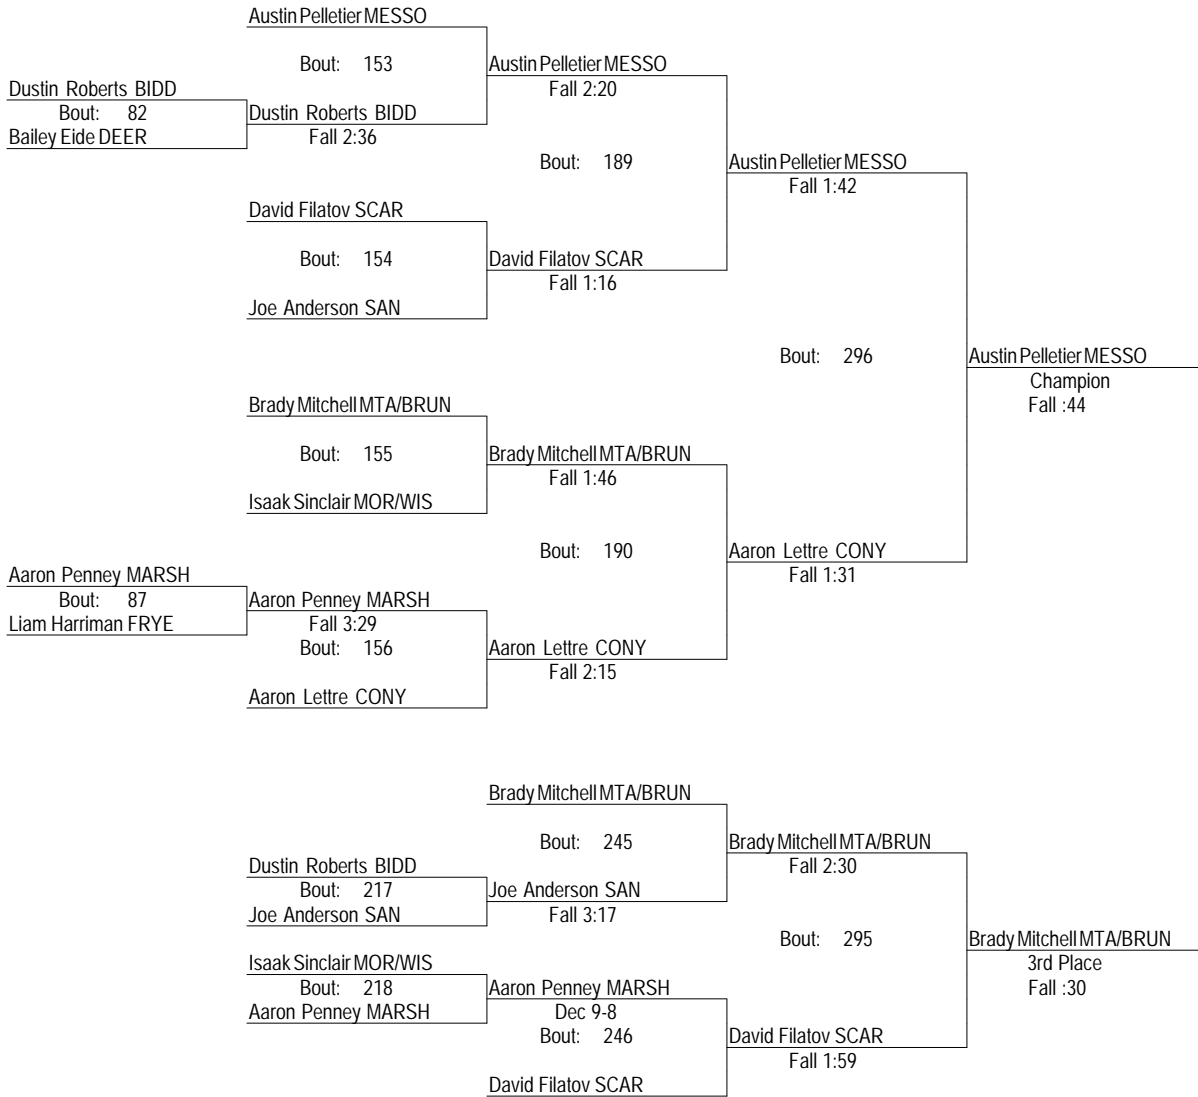 Austin Pelletier MESSO
Bout: 153
Austin Pelletier MESSO
Fall 2:20
Dustin Roberts BIDD
Bout: 82
Bailey Eide DEER
Dustin Roberts BIDD
Fall 2:36
Bout: 189
Austin Pelletier MESSO
Fall 1:42
David Filatov SCAR
Bout: 154
David Filatov SCAR
Fall 1:16
Joe Anderson SAN
Bout: 296
Austin Pelletier MESSO
Champion
Fall :44
Brady Mitchell MTA/BRUN
Bout: 155
Brady Mitchell MTA/BRUN
Fall 1:46
Isaak Sinclair MOR/WIS
Bout: 190
Aaron Lettre CONY
Fall 1:31
Aaron Penney MARSH
Bout: 87
Liam Harriman FRYE
Aaron Penney MARSH
Fall 3:29
Bout: 156
Aaron Lettre CONY
Fall 2:15
Aaron Lettre CONY
Brady Mitchell MTA/BRUN
Bout: 245
Brady Mitchell MTA/BRUN
Fall 2:30
Dustin Roberts BIDD
Bout: 217
Joe Anderson SAN
Joe Anderson SAN
Fall 3:17
Bout: 295
Brady Mitchell MTA/BRUN
3rd Place
Fall :30
Isaak Sinclair MOR/WIS
Bout: 218
Aaron Penney MARSH
Aaron Penney MARSH
Dec 9-8
Bout: 246
David Filatov SCAR
Fall 1:59
David Filatov SCAR